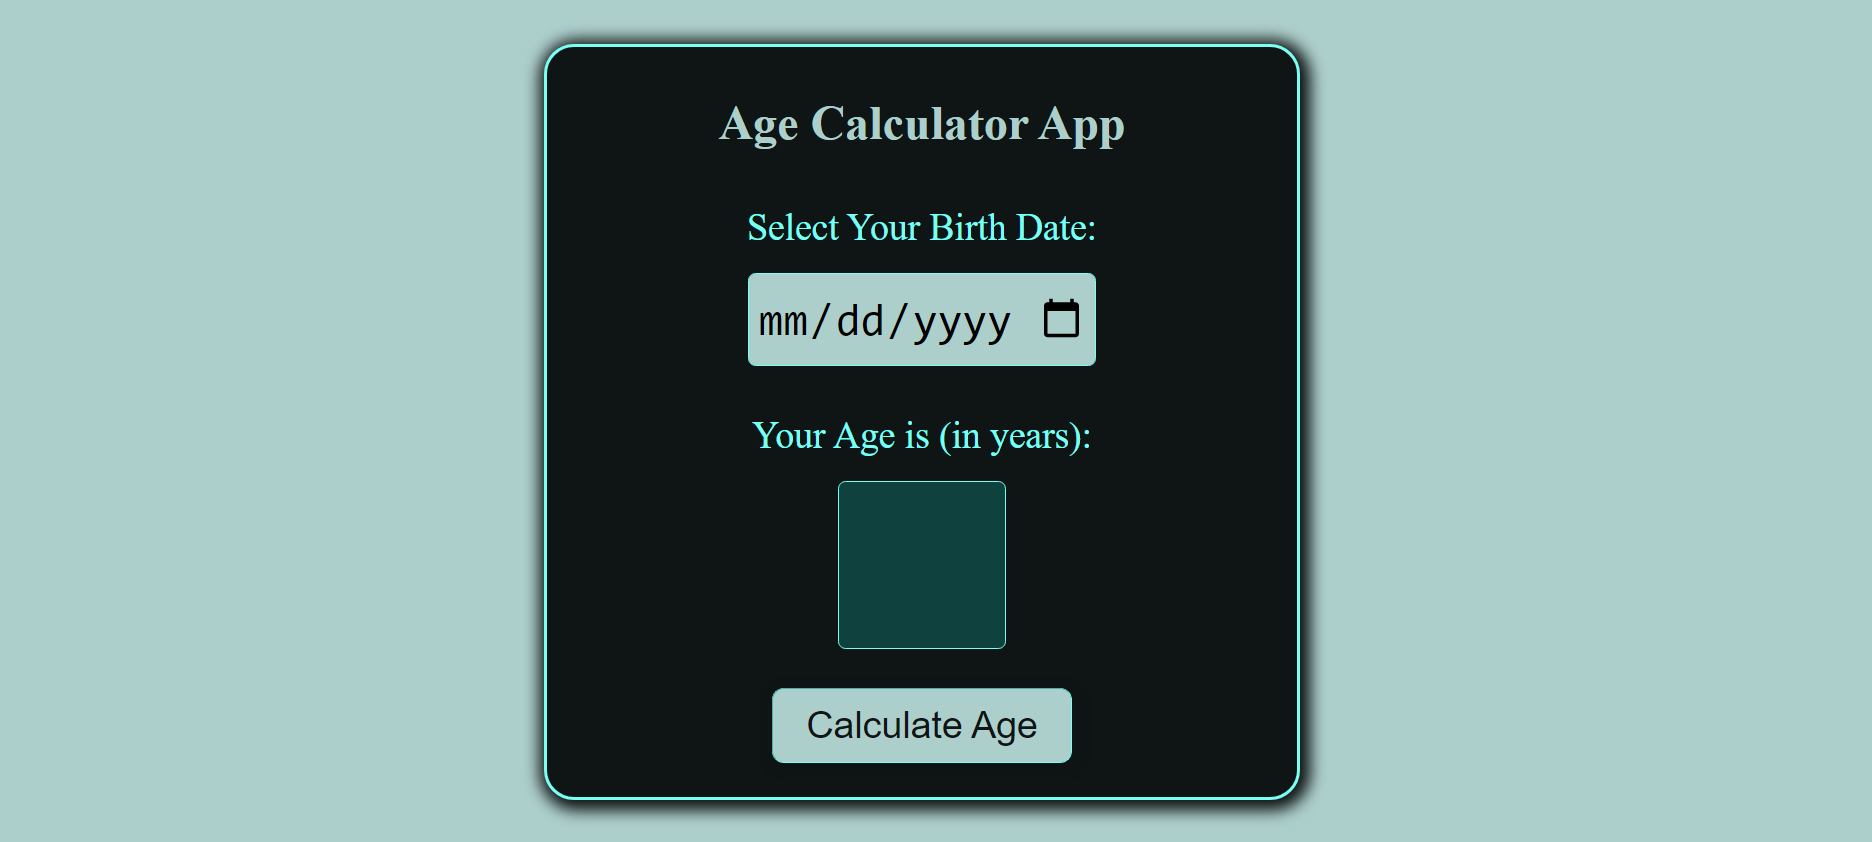 Age Calculator App
Select Your Birth Date:
mm/dd/yyyy
Your Age is (in years):
Calculate Age